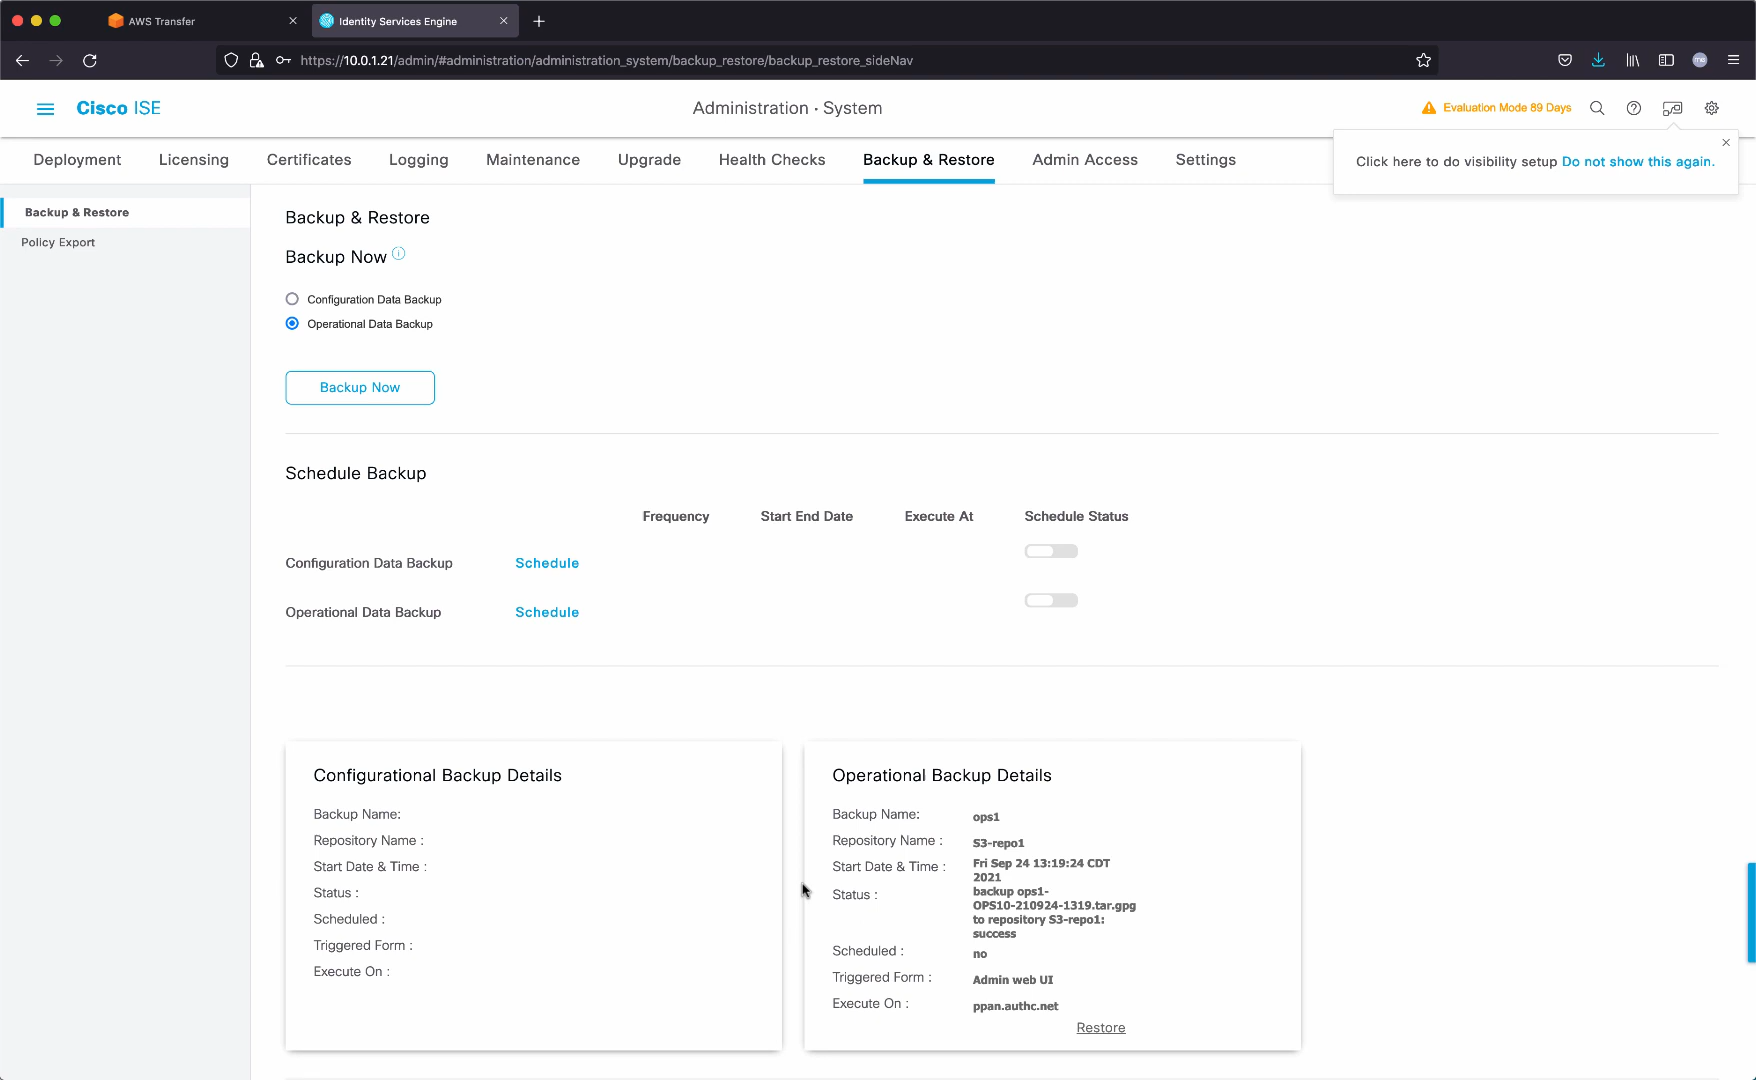 AWS Transfer
Identity Services Engine
https://10.0.1.21/admin/#administration/administration_system/backup_restore/backup_restore_sideNav
Cisco ISE
Administration · System
Evaluation Mode 89 Days
Deployment
Licensing
Certificates
Logging
Maintenance
Upgrade
Health Checks
Backup & Restore
Admin Access
Settings
Click here to do visibility setup Do not show this again.
Backup & Restore
Policy Export
Backup & Restore
Backup Now
Configuration Data Backup
Operational Data Backup
Backup Now
Schedule Backup
Frequency
Start End Date
Execute At
Schedule Status
Configuration Data Backup
Schedule
Operational Data Backup
Schedule
Configurational Backup Details
Backup Name:
Repository Name :
Start Date & Time :
Status :
Scheduled :
Triggered Form :
Execute On :
Operational Backup Details
Backup Name: ops1
Repository Name : S3-repo1
Start Date & Time : Fri Sep 24 13:19:24 CDT
2021
Status : backup ops1-
OPS10-210924-1319.tar.gpg
to repository S3-repo1:
success
Scheduled : no
Triggered Form : Admin web UI
Execute On : ppan.authc.net
Restore